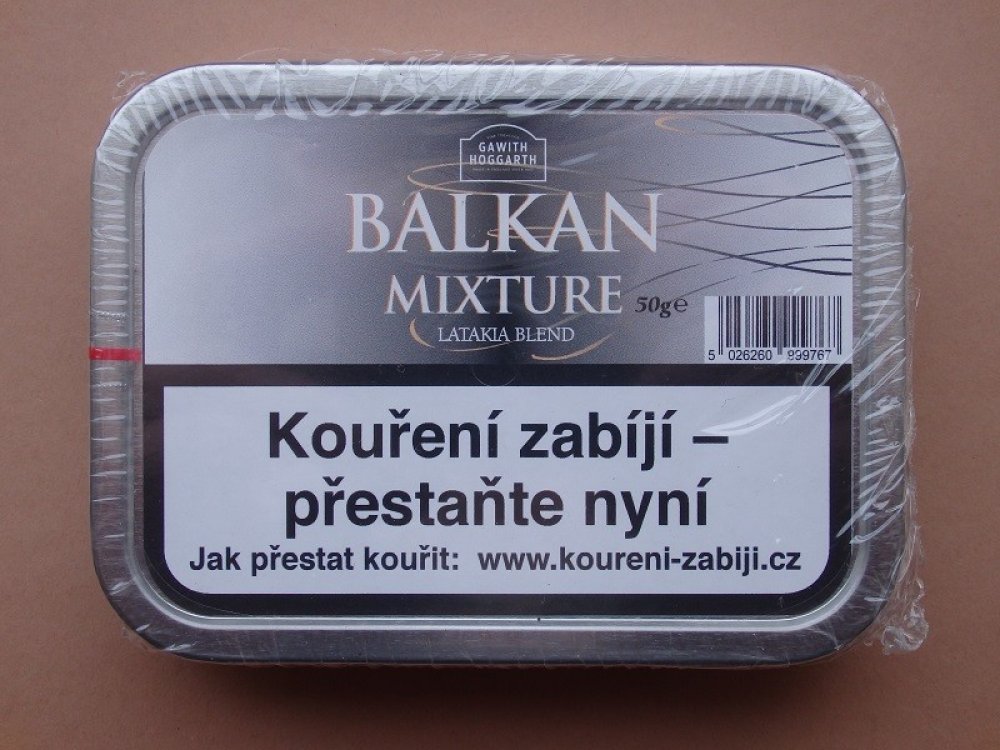 GAWITH
HOGGARTH
BALKAN
MIXTURE
50g℮
LATAKIA BLEND
5 026260 899767
Kouření zabíjí –
přestaňte nyní
Jak přestat kouřit: www.koureni-zabiji.cz